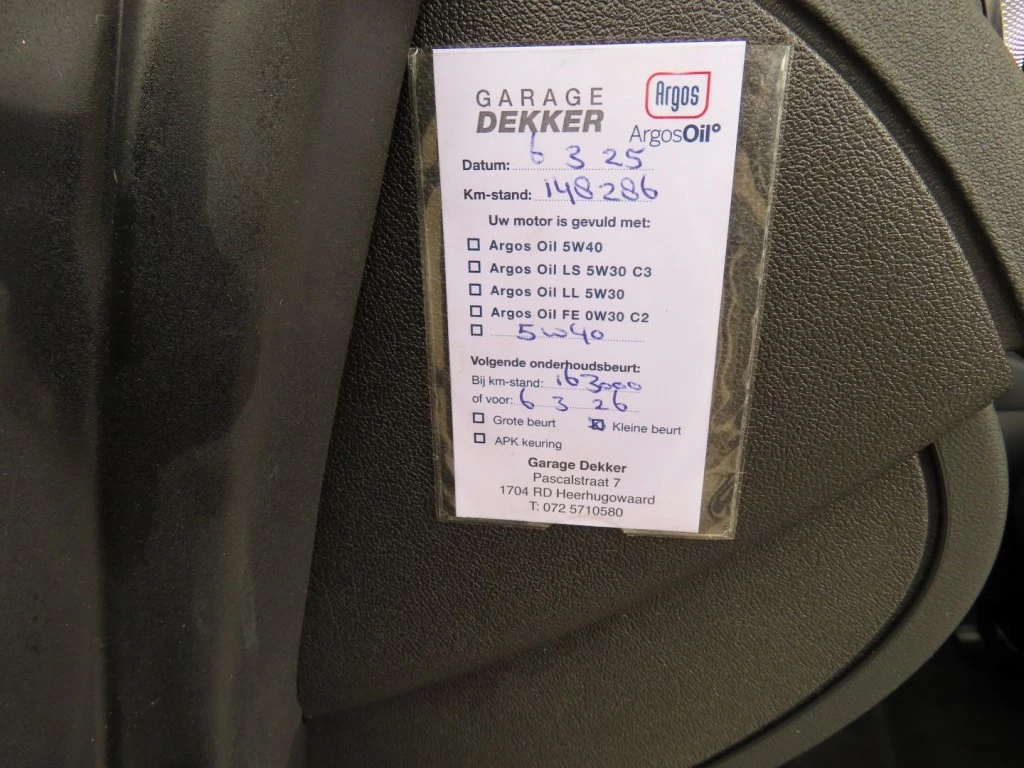 GARAGE
DEKKER
Argos
ArgosOil°
Datum: 6 3 25
Km-stand: 148286
Uw motor is gevuld met:
☐ Argos Oil 5W40
☐ Argos Oil LS 5W30 C3
☐ Argos Oil LL 5W30
☐ Argos Oil FE 0W30 C2
☐ 5w40
Volgende onderhoudsbeurt:
Bij km-stand: 163000
of voor: 6 3 26
☐ Grote beurt ☒ Kleine beurt
☐ APK keuring
Garage Dekker
Pascalstraat 7
1704 RD Heerhugowaard
T: 072 5710580